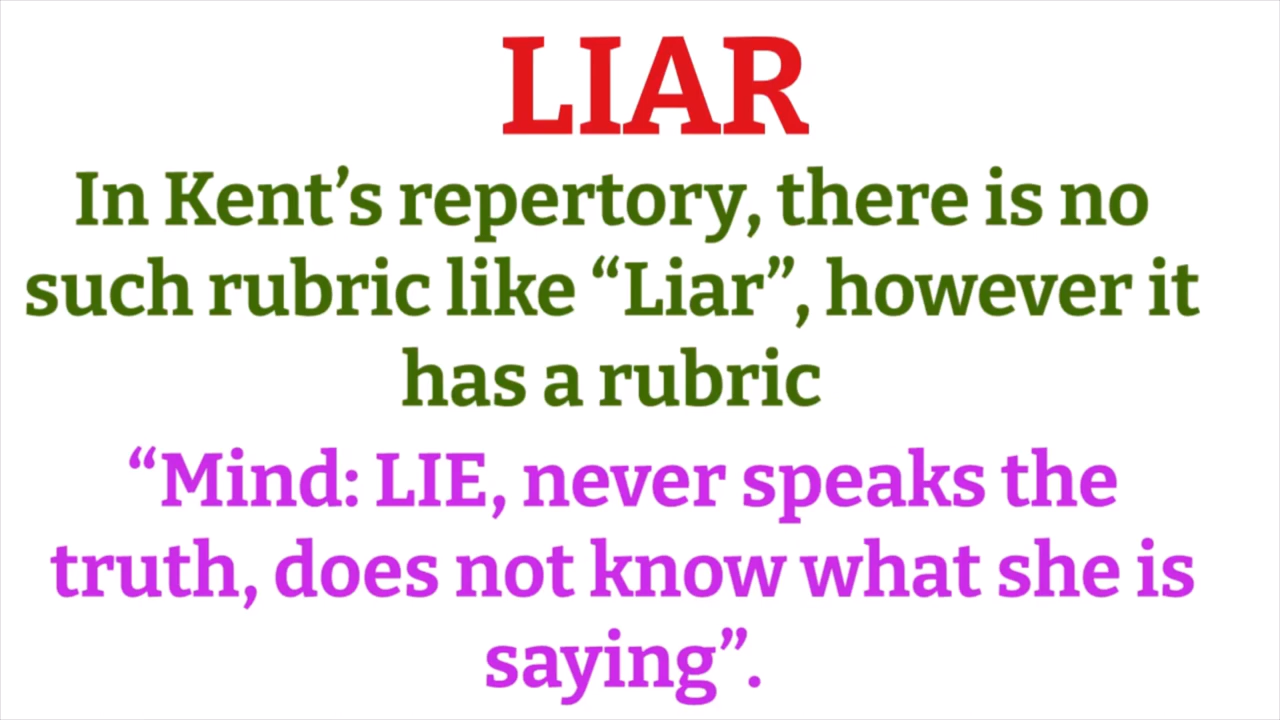 LIAR
In Kent’s repertory, there is no
such rubric like “Liar”, however it
has a rubric
“Mind: LIE, never speaks the
truth, does not know what she is
saying”.